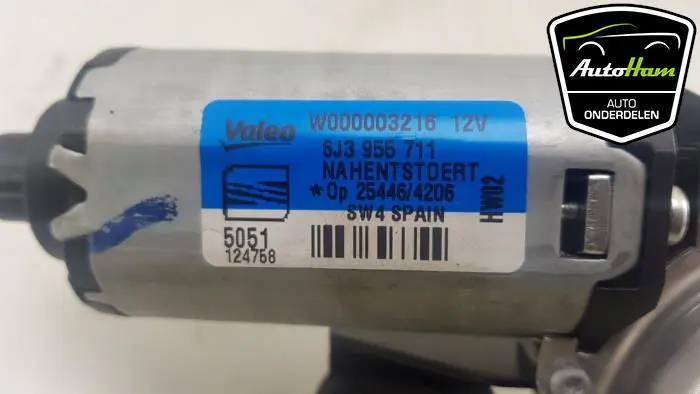 Valeo W000003216 12V
6J3 955 711
NAHENTSTOERT
*Op 25446/4206
SW4 SPAIN
HW02
5051
124758
AutoHam
AUTO
ONDERDELEN